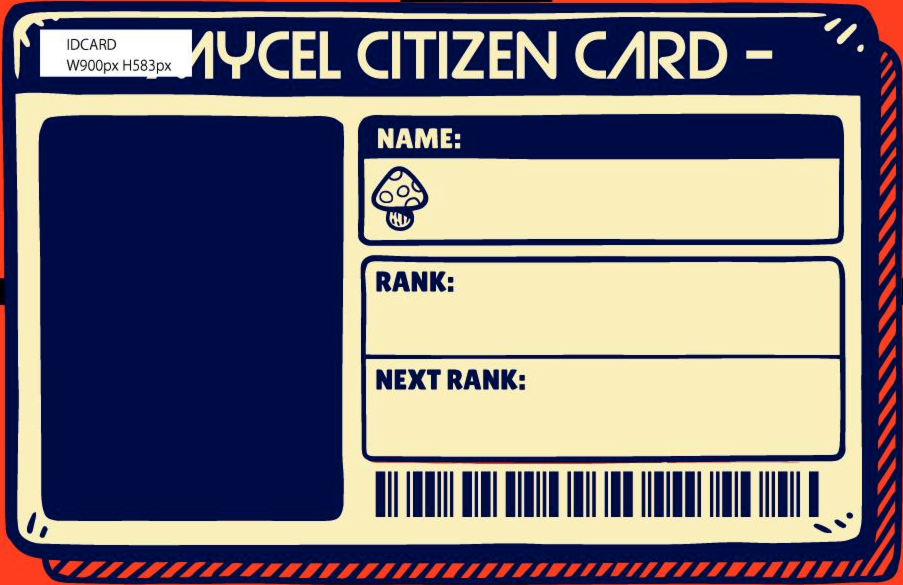 IDCARD
W900px H583px
MYCEL CITIZEN CARD -
NAME:
RANK:
NEXT RANK: